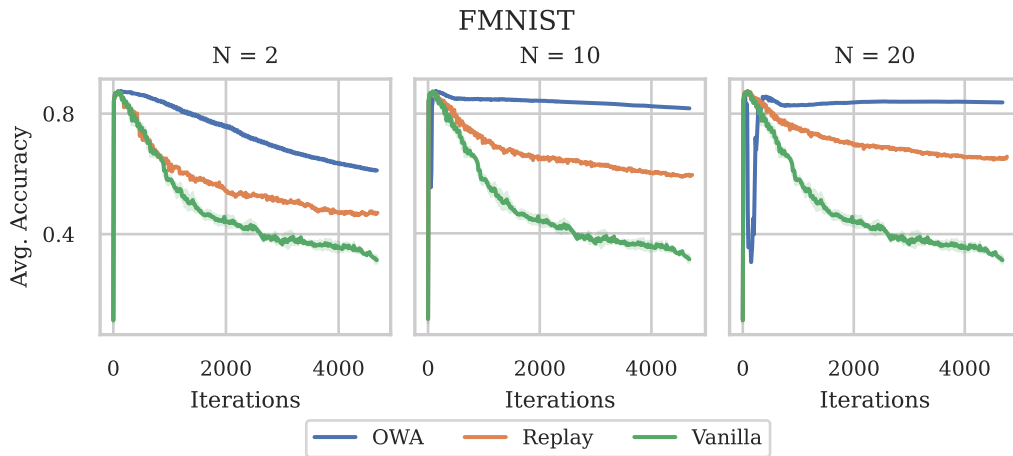 FMNIST
N = 2 N = 10 N = 20
Avg. Accuracy
0.8
0.4
0 2000 4000 0 2000 4000 0 2000 4000
Iterations Iterations Iterations
OWA Replay Vanilla